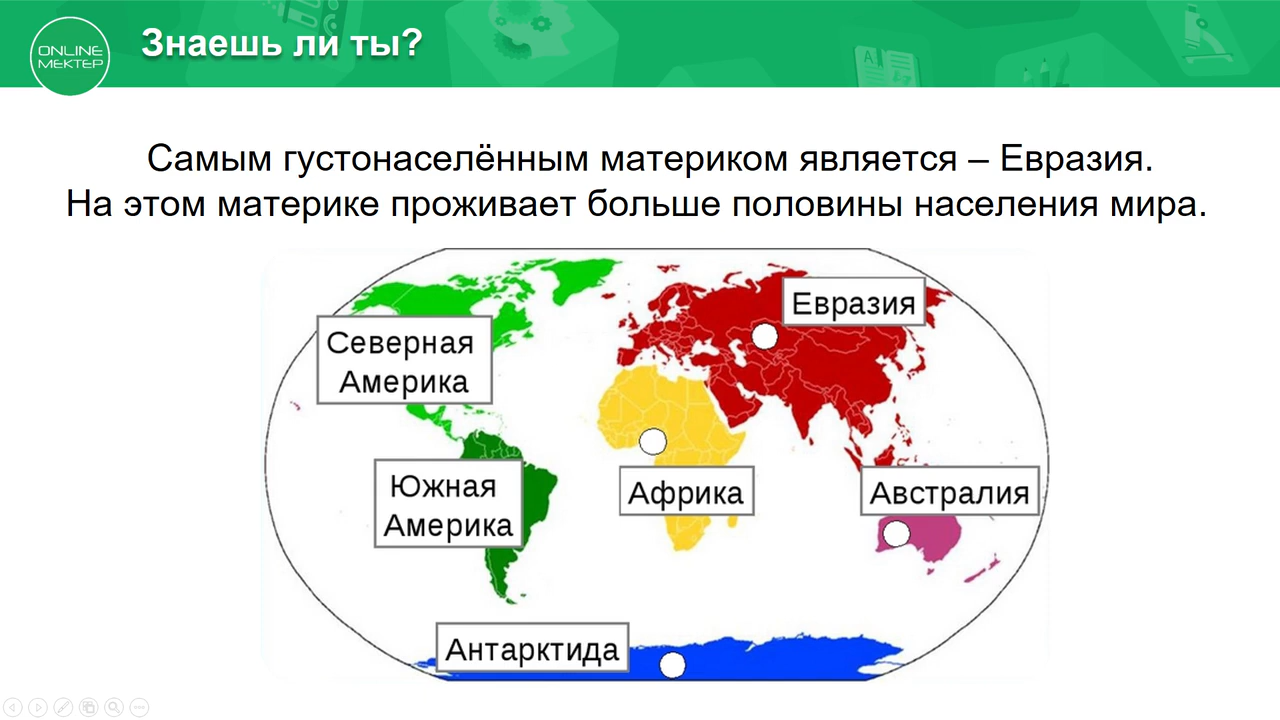 ONLINE
МЕКТЕР
Знаешь ли ты?
Самым густонаселённым материком является – Евразия.
На этом материке проживает больше половины населения мира.
Евразия
Северная
Америка
Южная
Америка
Африка
Австралия
Антарктида